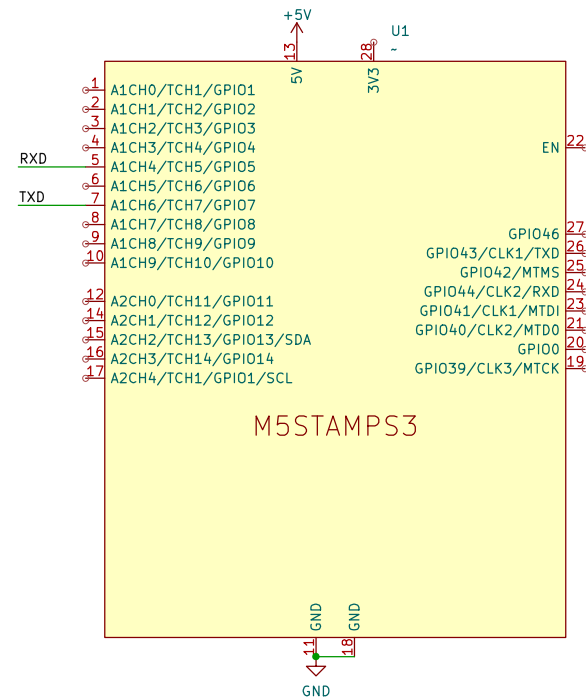 +5V
U1
~
13
28
5V
3V3
1 A1CH0/TCH1/GPIO1
2 A1CH1/TCH2/GPIO2
3 A1CH2/TCH3/GPIO3
4 A1CH3/TCH4/GPIO4
RXD 5 A1CH4/TCH5/GPIO5
6 A1CH5/TCH6/GPIO6
TXD 7 A1CH6/TCH7/GPIO7
8 A1CH7/TCH8/GPIO8
9 A1CH8/TCH9/GPIO9
10 A1CH9/TCH10/GPIO10
12 A2CH0/TCH11/GPIO11
14 A2CH1/TCH12/GPIO12
15 A2CH2/TCH13/GPIO13/SDA
16 A2CH3/TCH14/GPIO14
17 A2CH4/TCH1/GPIO1/SCL
EN 22
GPIO46 27
GPIO43/CLK1/TXD 26
GPIO42/MTMS 25
GPIO44/CLK2/RXD 24
GPIO41/CLK1/MTDI 23
GPIO40/CLK2/MTDO 21
GPIO0 20
GPIO39/CLK3/MTCK 19
M5STAMPS3
GND
GND
11
18
GND